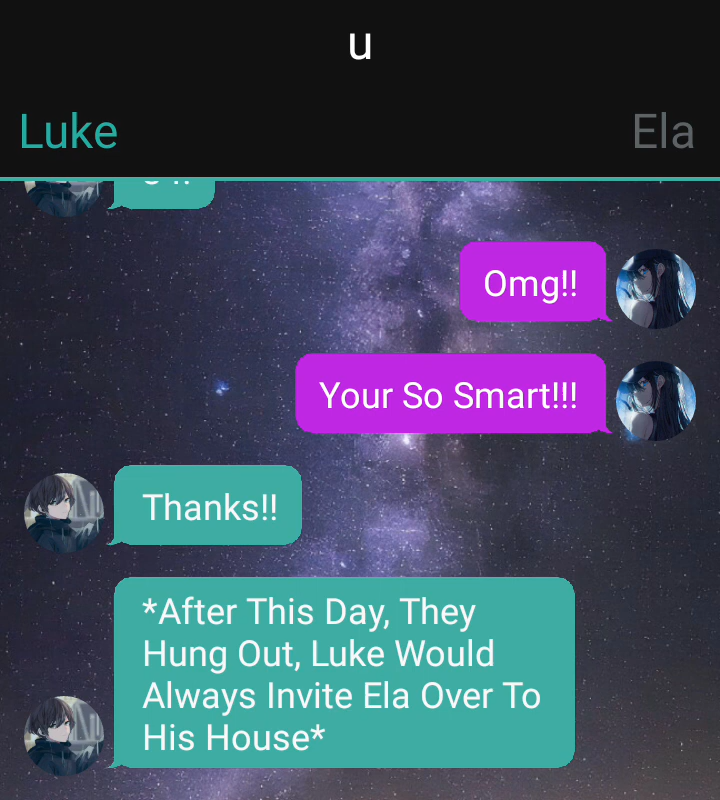 u
Luke
Ela
Omg!!
Your So Smart!!!
Thanks!!
*After This Day, They
Hung Out, Luke Would
Always Invite Ela Over To
His House*